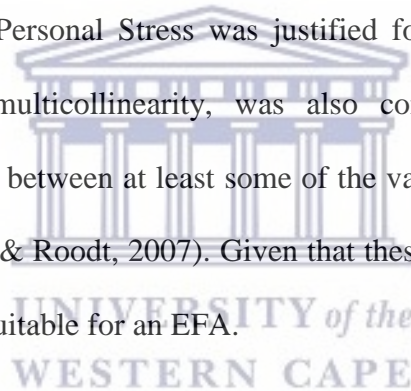 Personal Stress was justified fo
multicollinearity, was also co
between at least some of the va
& Roodt, 2007). Given that thes
uitable for an EFA.
UNIVERSITY of the
WESTERN CAPE